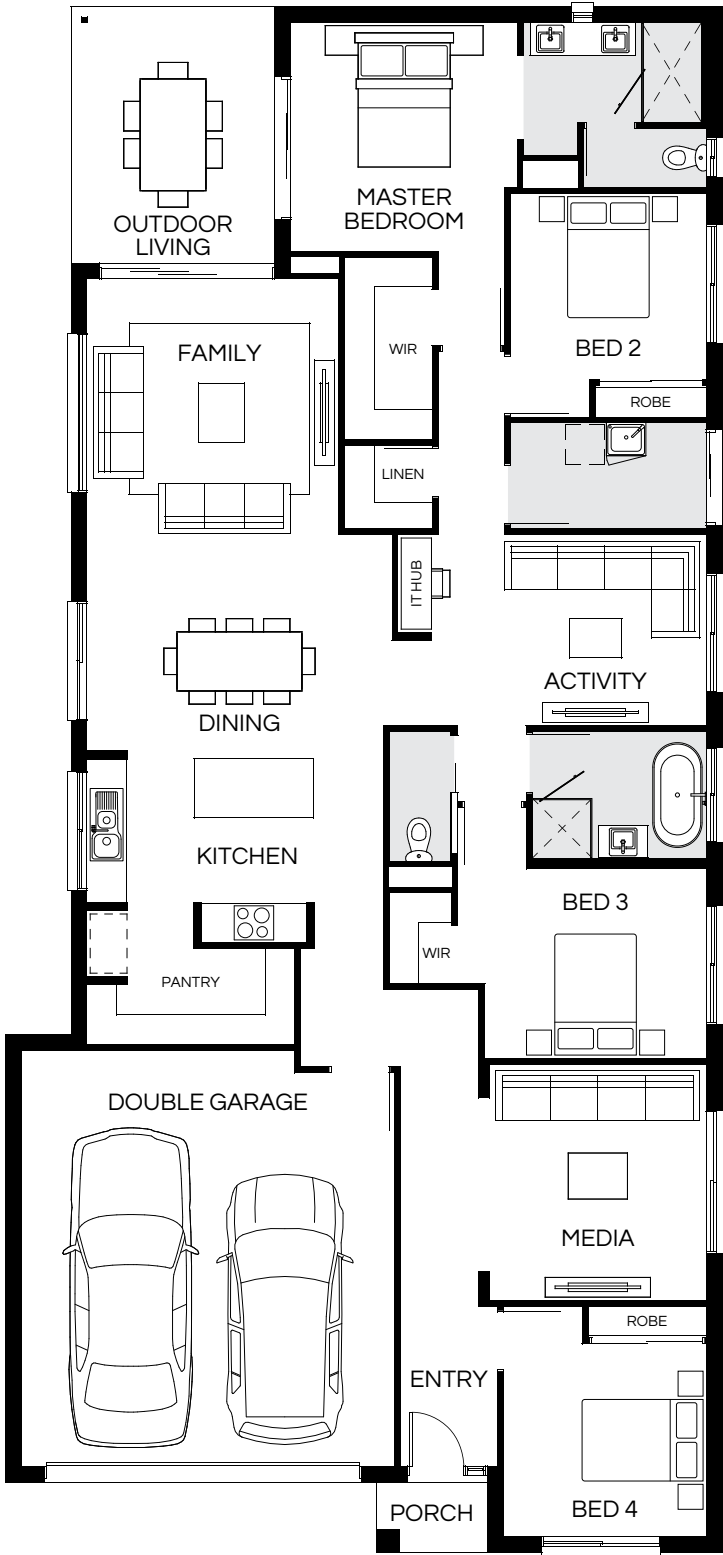 MASTER
BEDROOM
OUTDOOR
LIVING
BED 2
FAMILY
WIR
ROBE
LINEN
IT HUB
ACTIVITY
DINING
KITCHEN
BED 3
WIR
PANTRY
DOUBLE GARAGE
MEDIA
ROBE
ENTRY
BED 4
PORCH